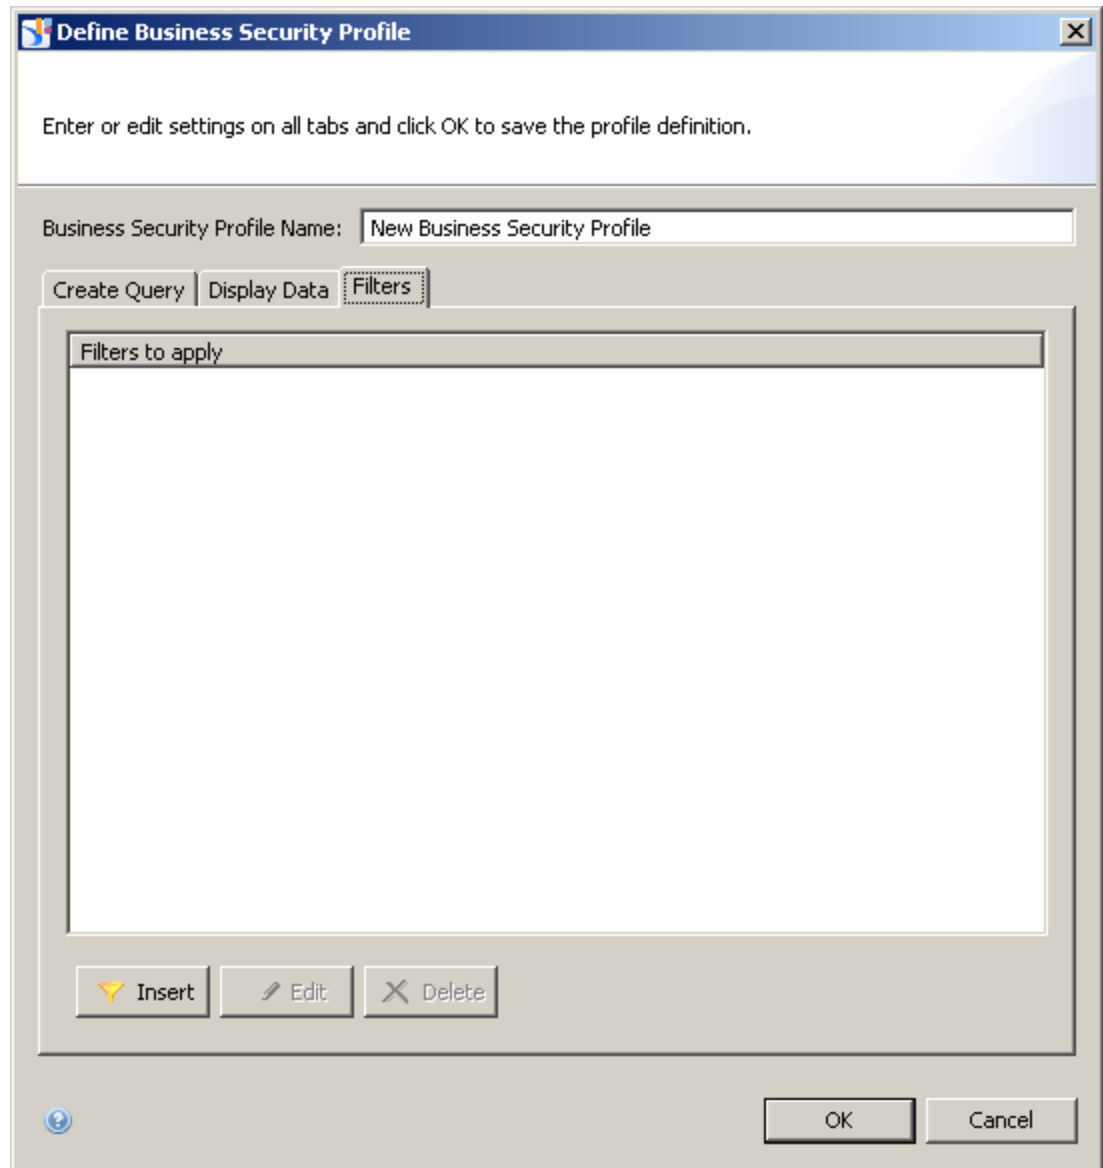 Define Business Security Profile
Enter or edit settings on all tabs and click OK to save the profile definition.
Business Security Profile Name: New Business Security Profile
Create Query Display Data Filters
Filters to apply
Insert Edit Delete
OK Cancel